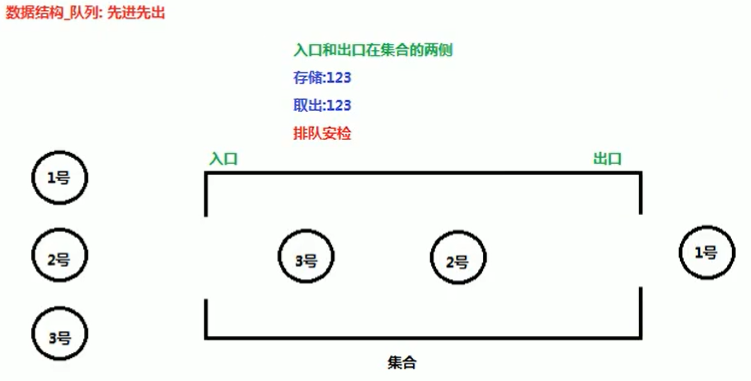 数据结构_队列: 先进先出
入口和出口在集合的两侧
存储:123
取出:123
排队安检
入口
出口
1号
2号
3号
3号
2号
1号
集合